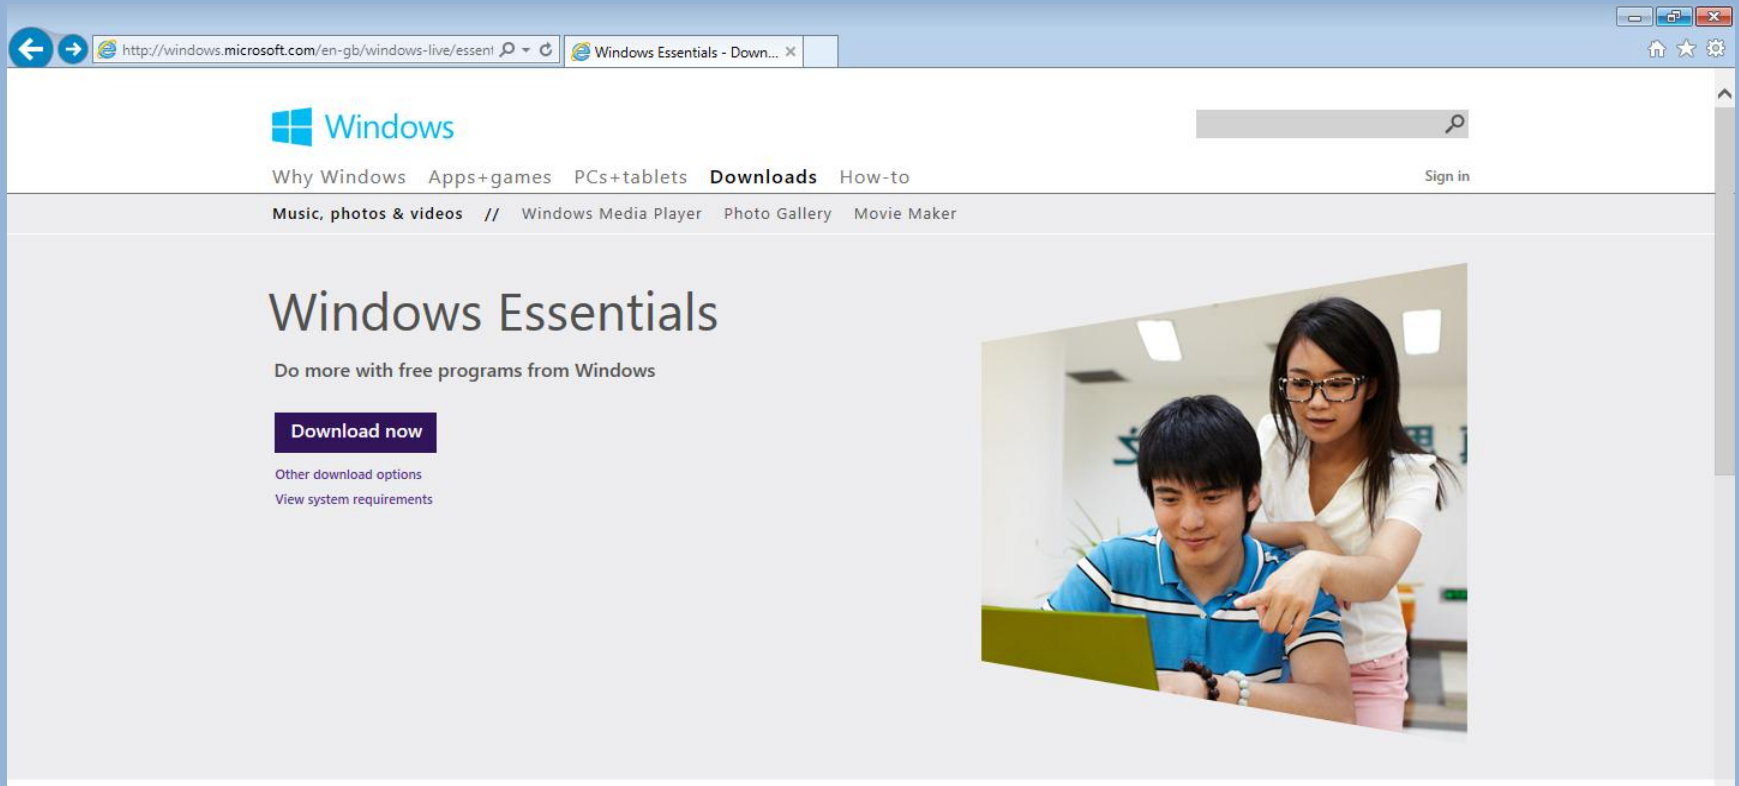 http://windows.microsoft.com/en-gb/windows-live/essent
Windows Essentials - Down...
Windows
Why Windows Apps+games PCs+tablets Downloads How-to
Sign in
Music, photos & videos // Windows Media Player Photo Gallery Movie Maker
Windows Essentials
Do more with free programs from Windows
Download now
Other download options
View system requirements